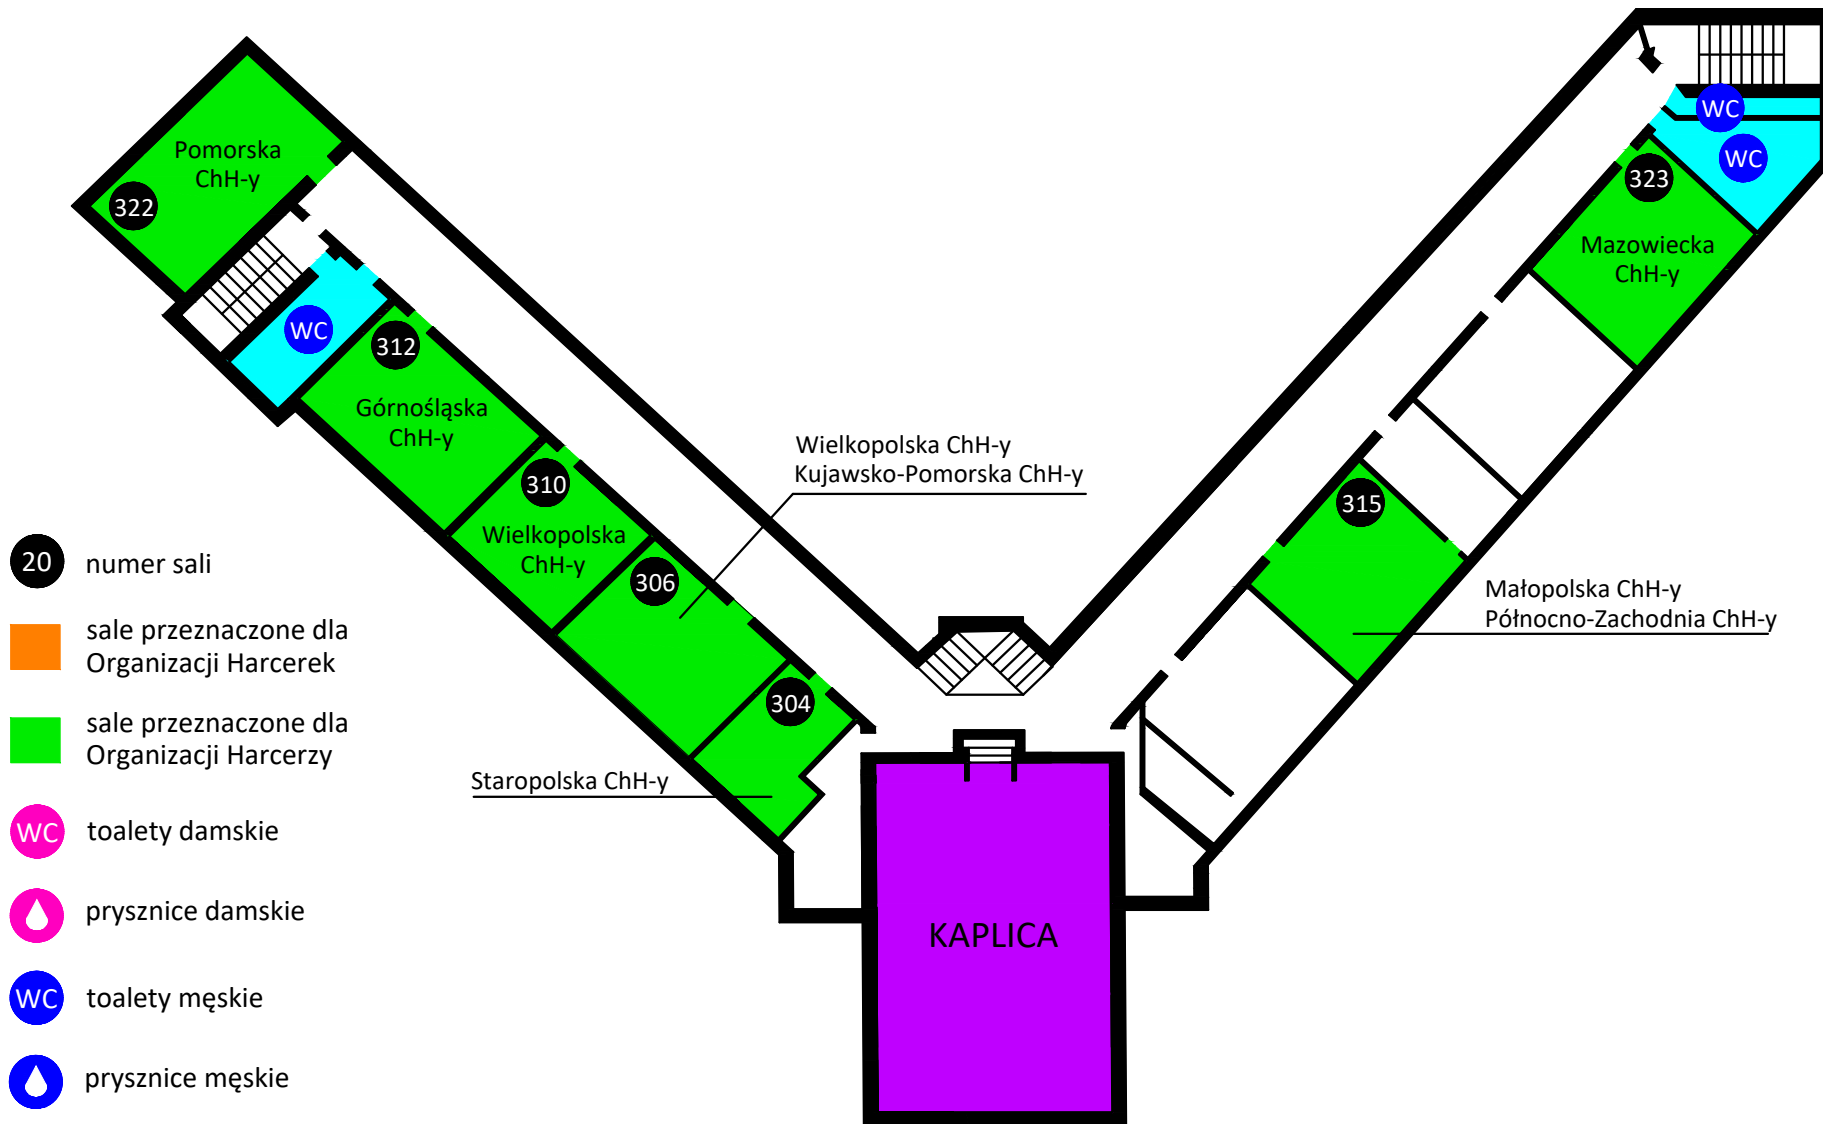 Pomorska
ChH-y
322
WC
312
Górnośląska
ChH-y
310
Wielkopolska
ChH-y
306
Wielkopolska ChH-y
Kujawsko-Pomorska ChH-y
304
Staropolska ChH-y
KAPLICA
WC
WC
323
Mazowiecka
ChH-y
315
Małopolska ChH-y
Północno-Zachodnia ChH-y
20 numer sali
sale przeznaczone dla
Organizacji Harcerek
sale przeznaczone dla
Organizacji Harcerzy
WC toalety damskie
prysznice damskie
WC toalety męskie
prysznice męskie